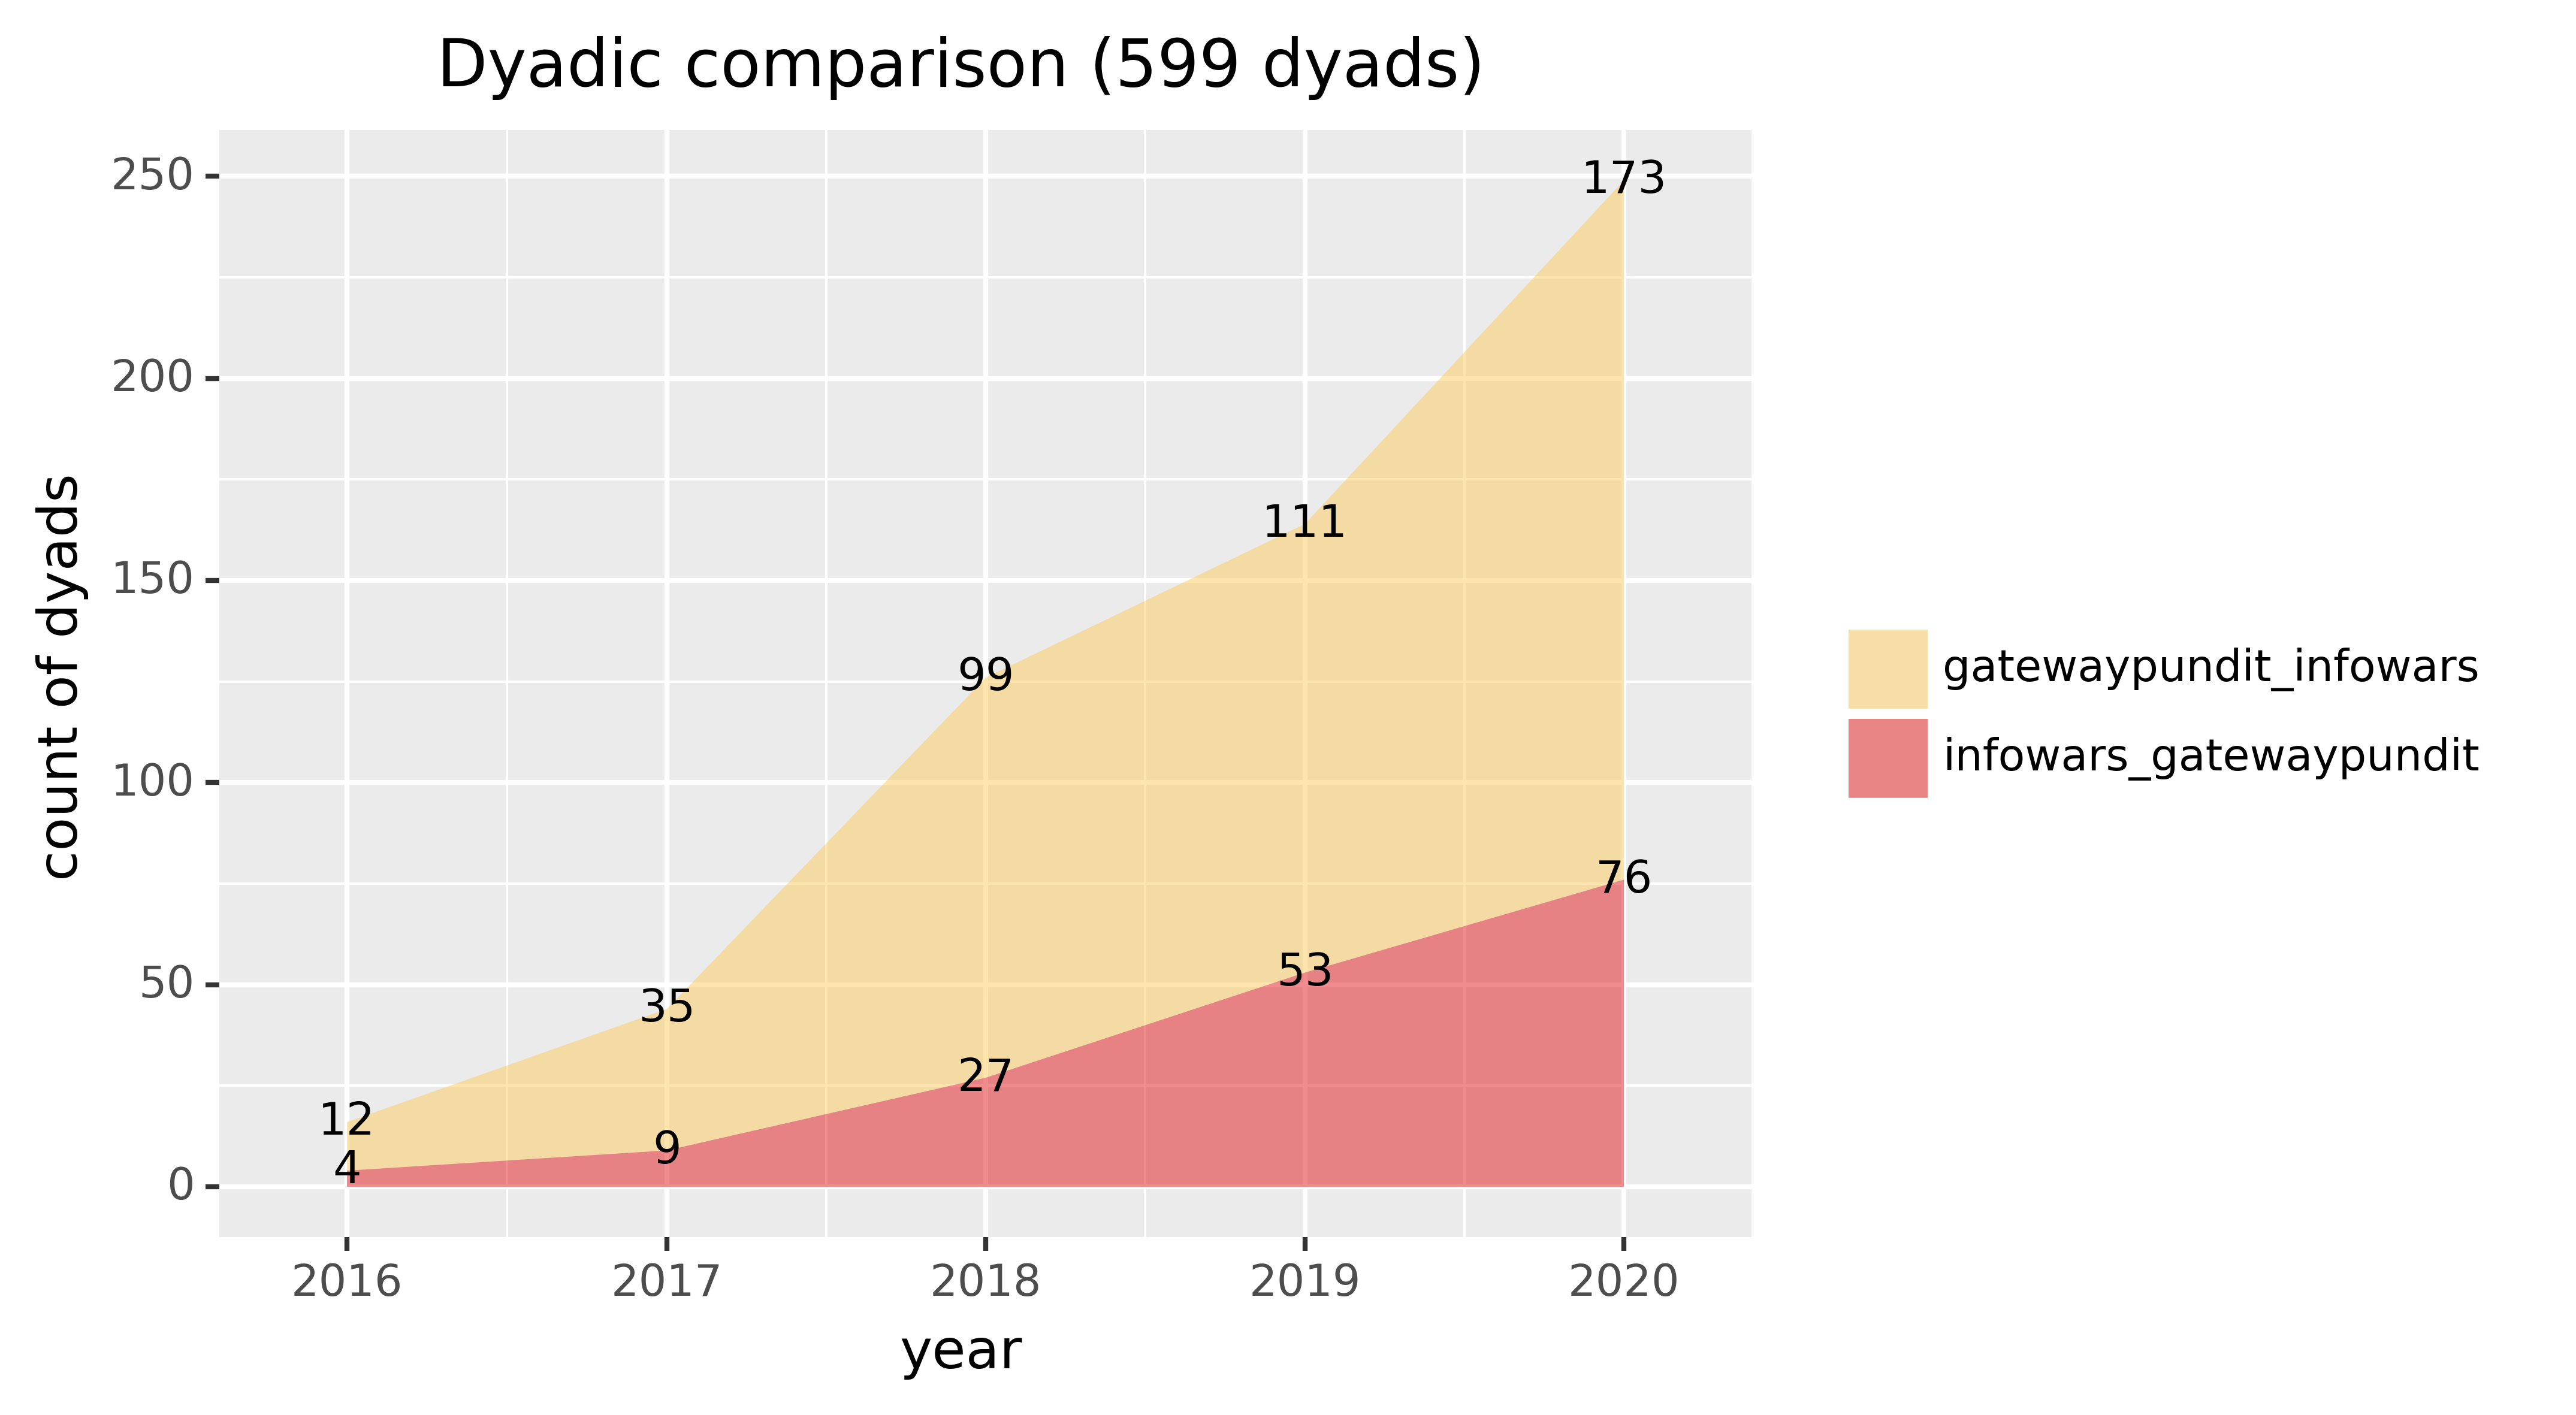 Dyadic comparison (599 dyads)
count of dyads
250
200
150
100
50
0
173
111
99
76
53
35
27
12
9
4
gatewaypundit_infowars
infowars_gatewaypundit
2016 2017 2018 2019 2020
year